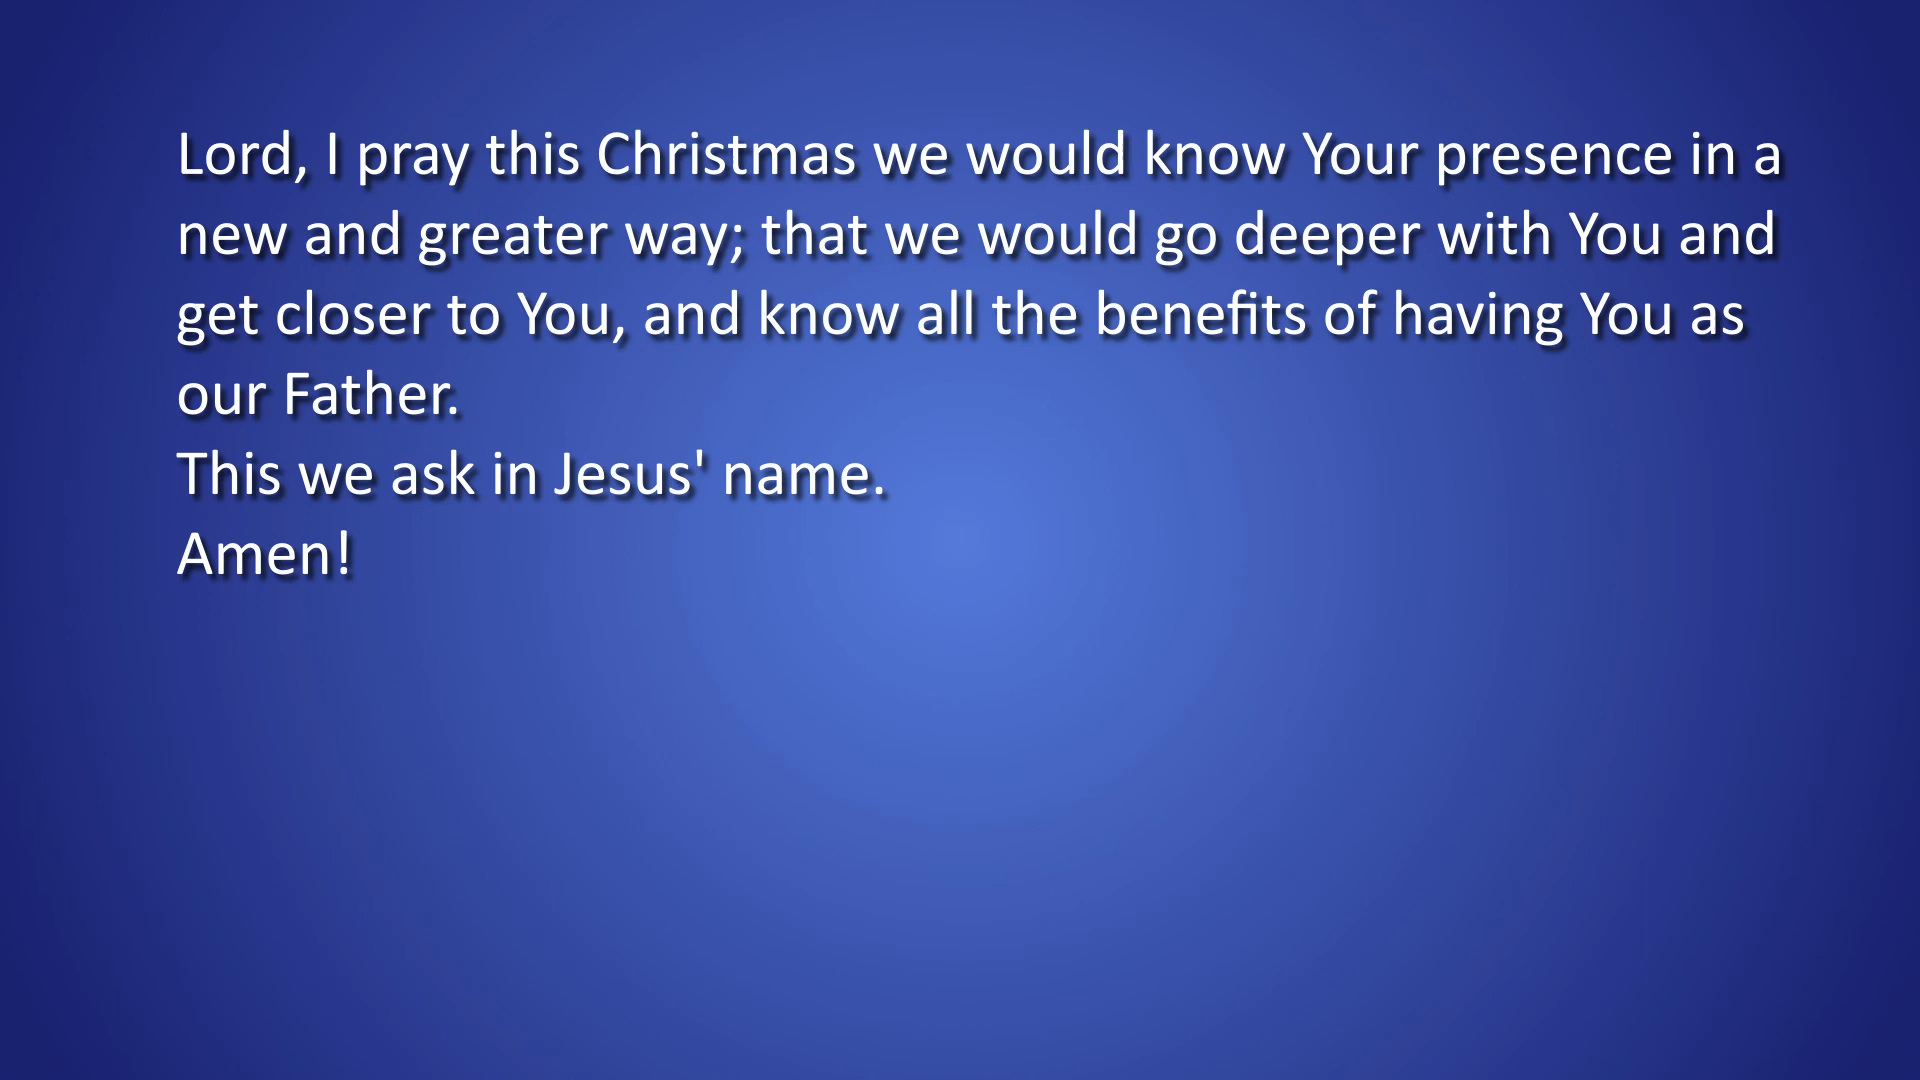 Lord, I pray this Christmas we would know Your presence in a
new and greater way; that we would go deeper with You and
get closer to You, and know all the benefits of having You as
our Father.
This we ask in Jesus' name.
Amen!